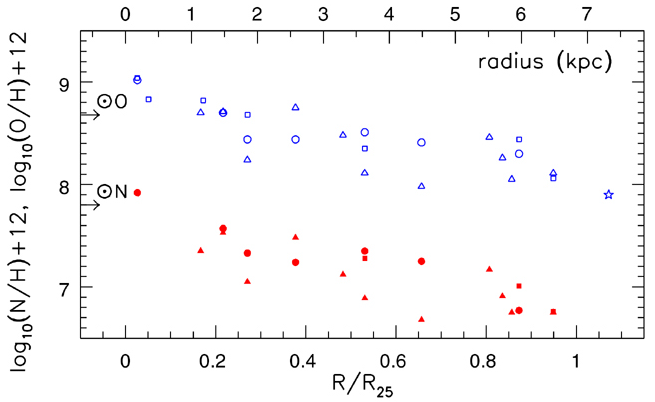 0 1 2 3 4 5 6 7
radius (kpc)
9
⊙O
8
⊙N
7
log₁₀(N/H)+12, log₁₀(O/H)+12
0 0.2 0.4 0.6 0.8 1
R/R₂₅